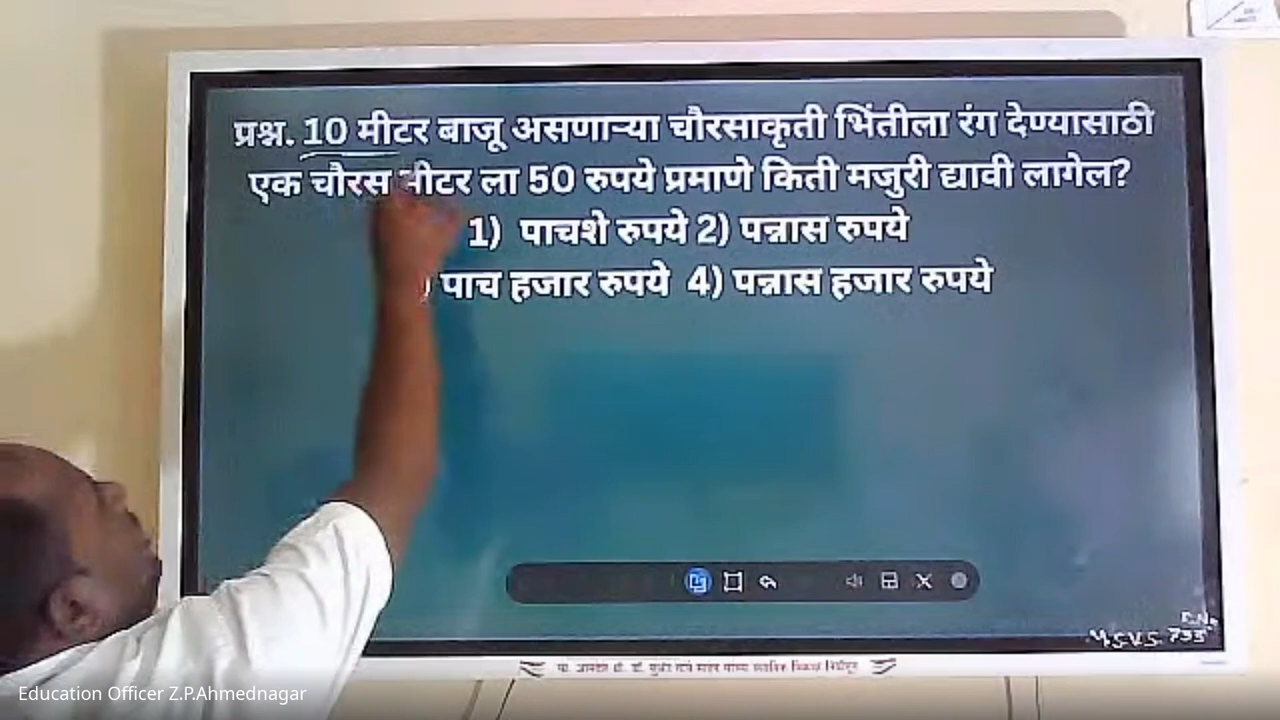 प्रश्न. 10 मीटर बाजू असणाऱ्या चौरसाकृती भिंतीला रंग देण्यासाठी
एक चौरस मीटर ला 50 रुपये प्रमाणे किती मजुरी द्यावी लागेल?
1) पाचशे रुपये 2) पन्नास रुपये
) पाच हजार रुपये 4) पन्नास हजार रुपये
Education Officer Z.P.Ahmednagar